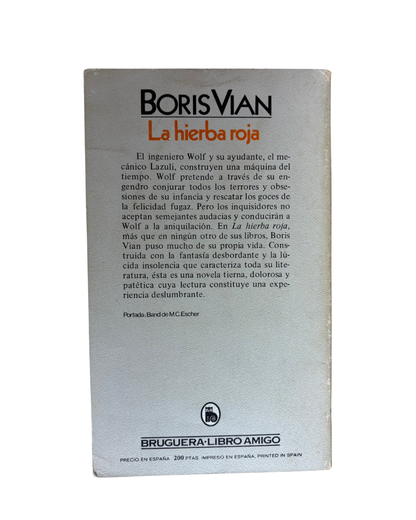 BORIS VIAN
La hierba roja
El ingeniero Wolf y su ayudante, el me-
cánico Lazuli, construyen una máquina del
tiempo. Wolf pretende a través de su en-
gendro conjurar todos los terrores y obse-
siones de su infancia y rescatar los goces de
la felicidad fugaz. Pero los inquisidores no
aceptan semejantes audacias y conducirán a
Wolf a la aniquilación. En La hierba roja,
más que en ningún otro de sus libros, Boris
Vian puso mucho de su propia vida. Cons-
truida con la fantasía desbordante y la lú-
cida insolencia que caracteriza toda su lite-
ratura, ésta es una novela tierna, dolorosa y
patética cuya lectura constituye una expe-
riencia deslumbrante.
Portada: Band de M.C. Escher
BRUGUERA·LIBRO AMIGO
PRECIO EN ESPAÑA 200 PTAS. IMPRESO EN ESPAÑA, PRINTED IN SPAIN